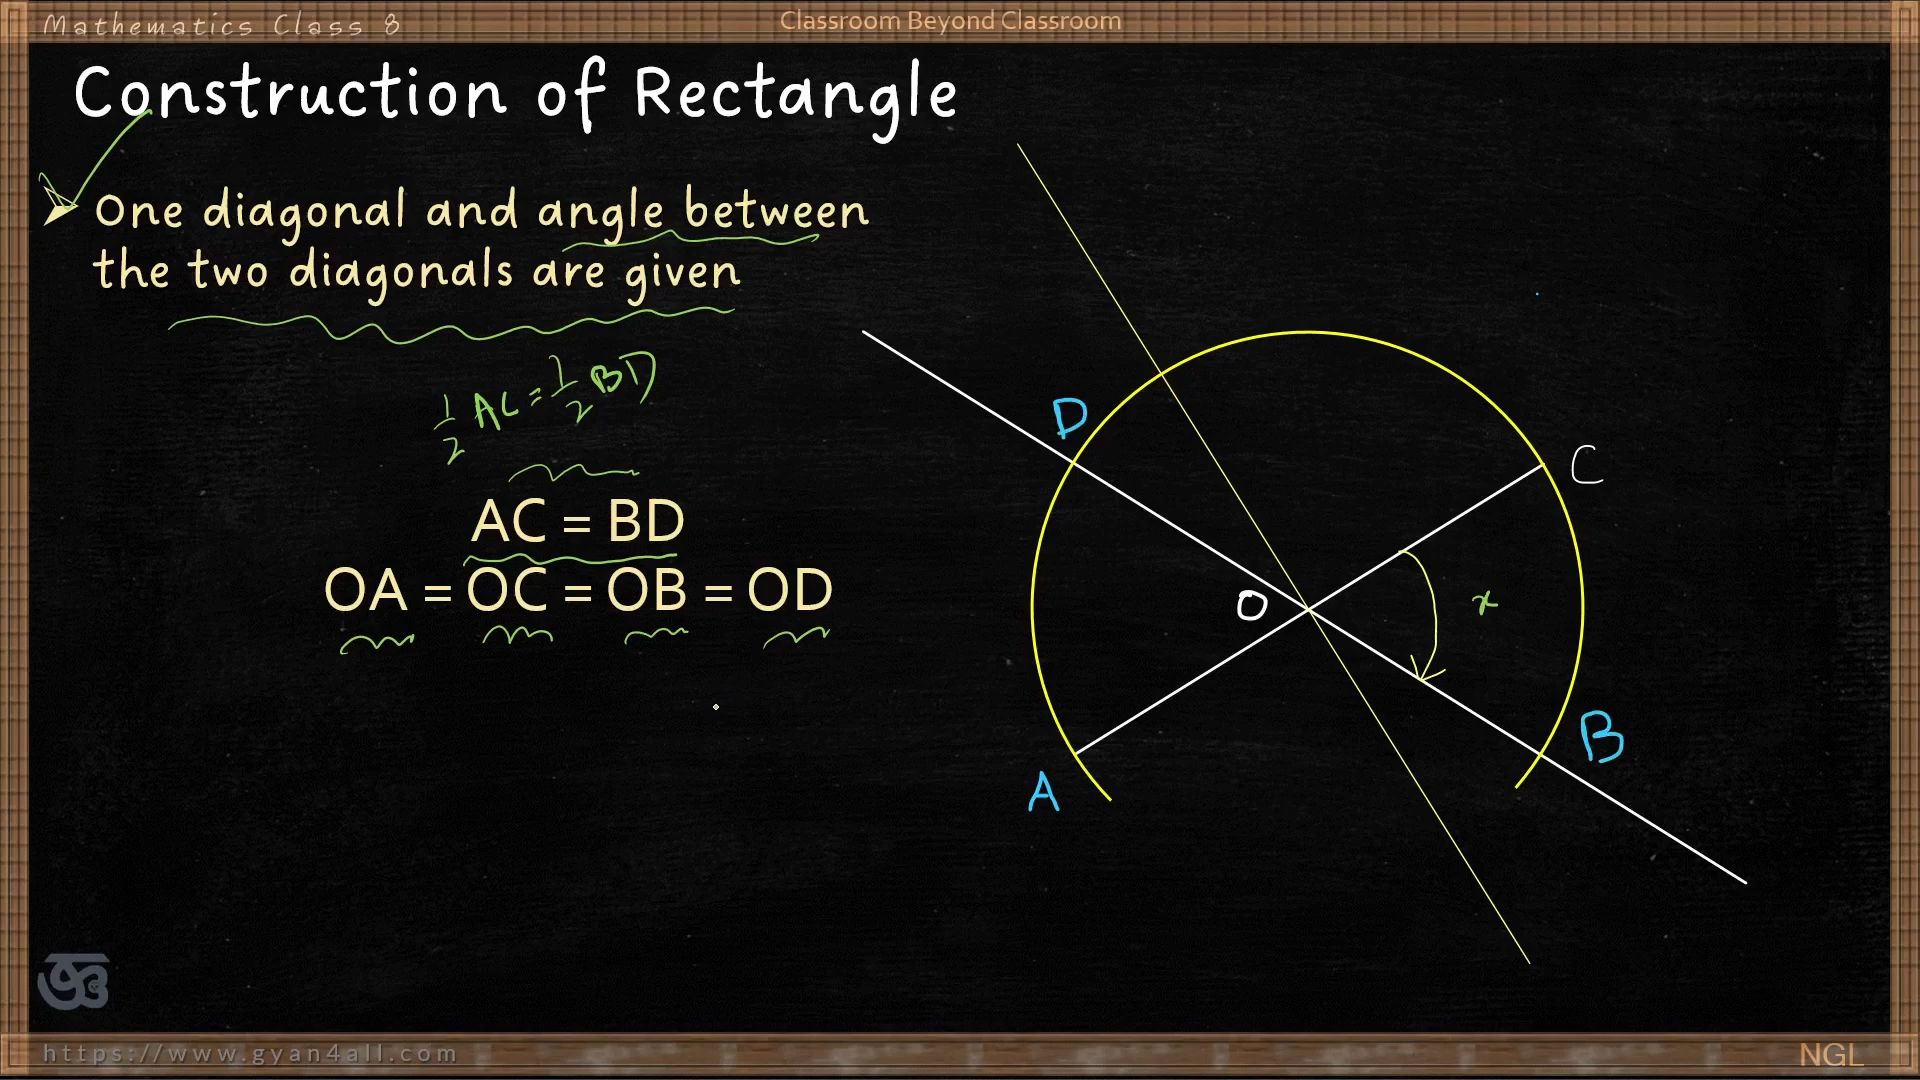 Mathematics Class 8
Classroom Beyond Classroom
Construction of Rectangle
One diagonal and angle between
the two diagonals are given
1/2 AC = 1/2 BD
AC = BD
OA = OC = OB = OD
D
C
O
x
B
A
https://www.gyan4all.com
NGL